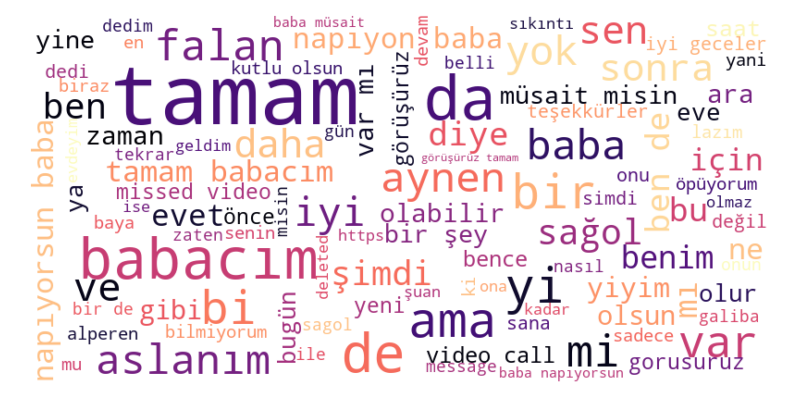 dedim
baba müsait
sıkıntı
saat
yine
en
falan
napıyon baba
devam
sen
iyi geceler
dedi
kutlu olsun
belli
yok
sonra
yani
biraz
tamam
var mı
görüşürüz
da
müsait misin
ara
ben
zaman
geldim
gün
diye
teşekkürler
eve
lazım
tekrar
daha
baba
için
napıyorsun baba
evdeyim
tamam babacım
görüşürüz tamam
ben de
ya
missed video
misin
aynen
bir
onu
öpüyorum
simdi
olmaz
ise
evet
önce
iyi
olabilir
bu
değil
baya
zaten
senin
https
bir şey
sağol
babacım
deleted
şimdi
bence
benim
ne
ve
nasıl
onun
bir de
gibi
bi
bugün
yeni
şuan
ki
ona
yi
yiyim
mı
olur
alperen
bilmiyorum
sagol
ama
sana
kadar
olsun
galiba
mu
aslanım
ile
de
video call
mi
sadece
var
message
gorusuruz
baba napıyorsun